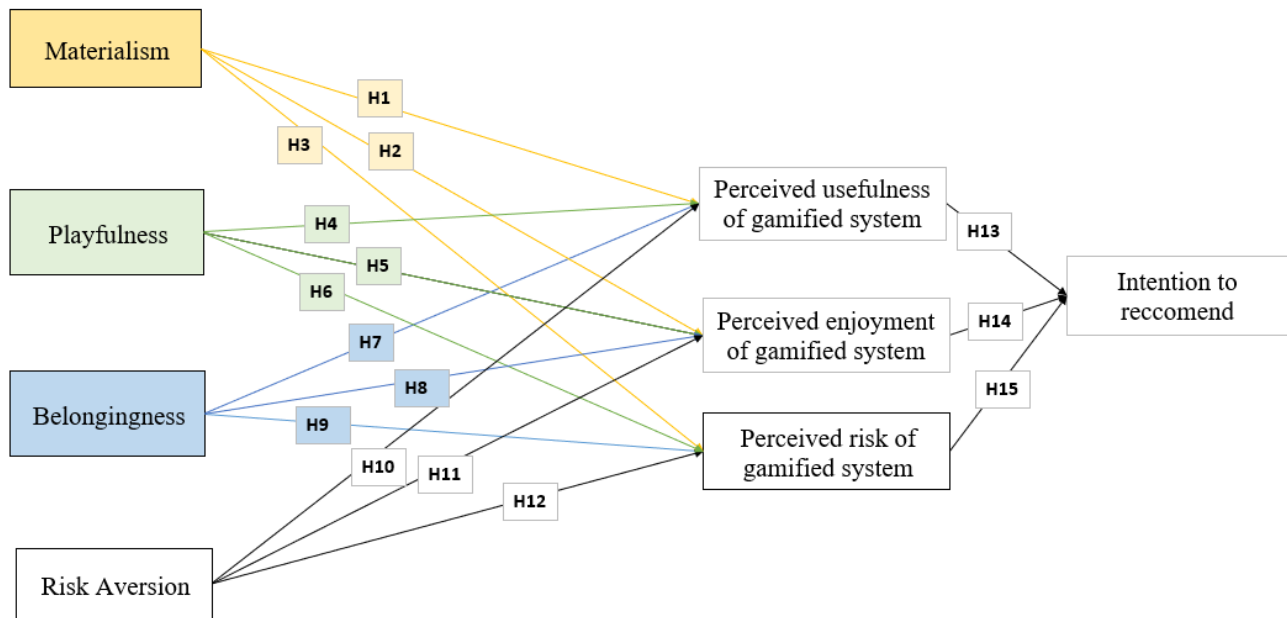 Materialism
H1
H3
H2
Perceived usefulness
of gamified system
Playfulness
H4
H13
H5
H6
Intention to
reccomend
Perceived enjoyment
of gamified system
H14
H7
H8
H15
Belongingness
H9
Perceived risk of
gamified system
H10
H11
H12
Risk Aversion